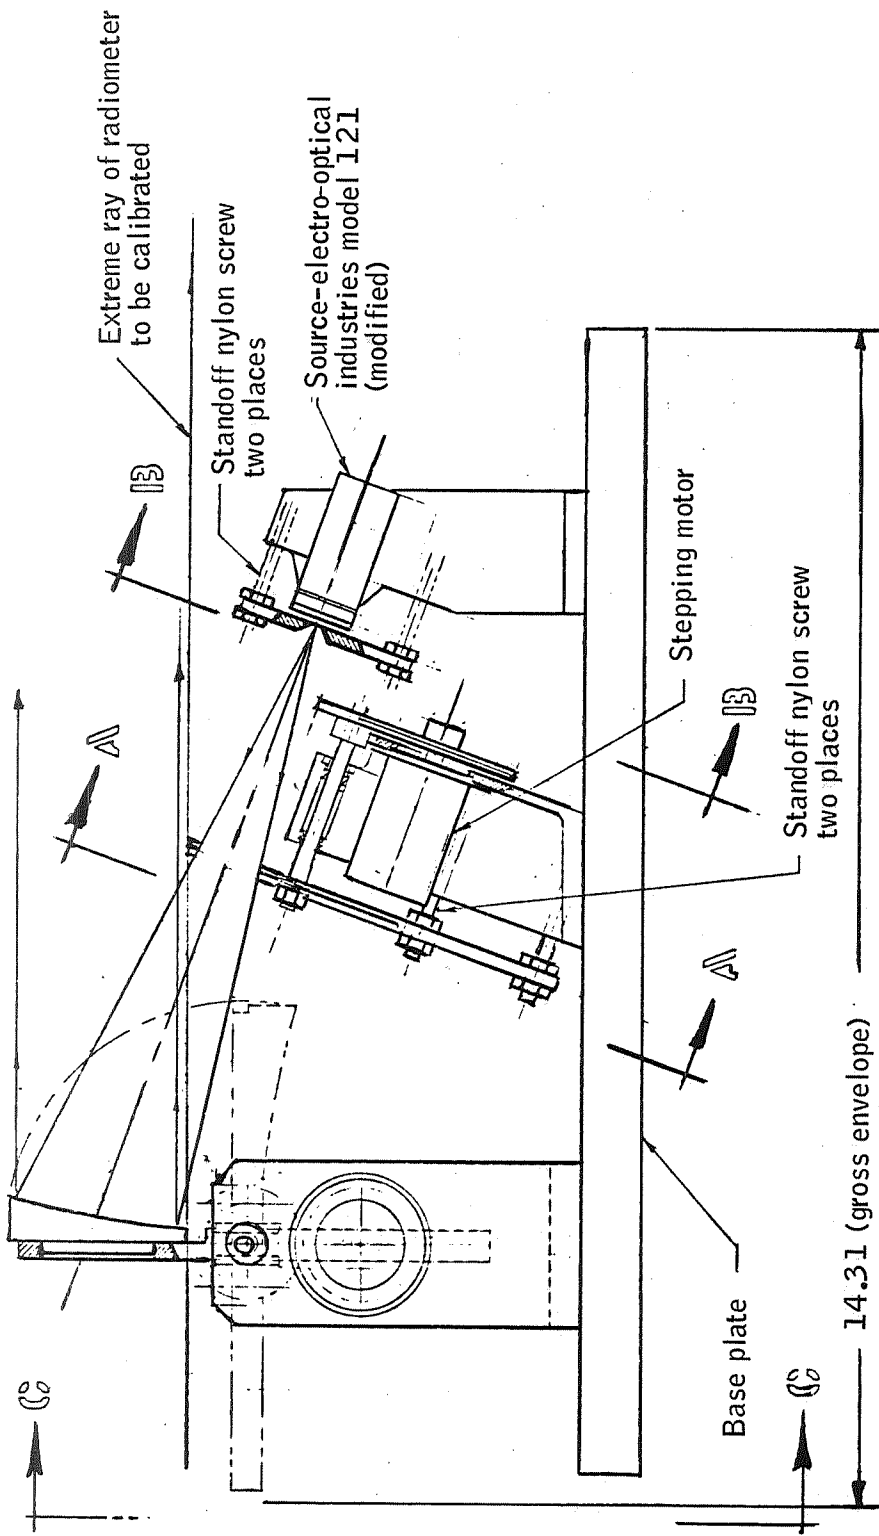 Extreme ray of radiometer
to be calibrated
Standoff nylon screw
two places
Source-electro-optical
industries model 121
(modified)
B
A
C
Stepping motor
B
Standoff nylon screw
two places
A
Base plate
C
14.31 (gross envelope)